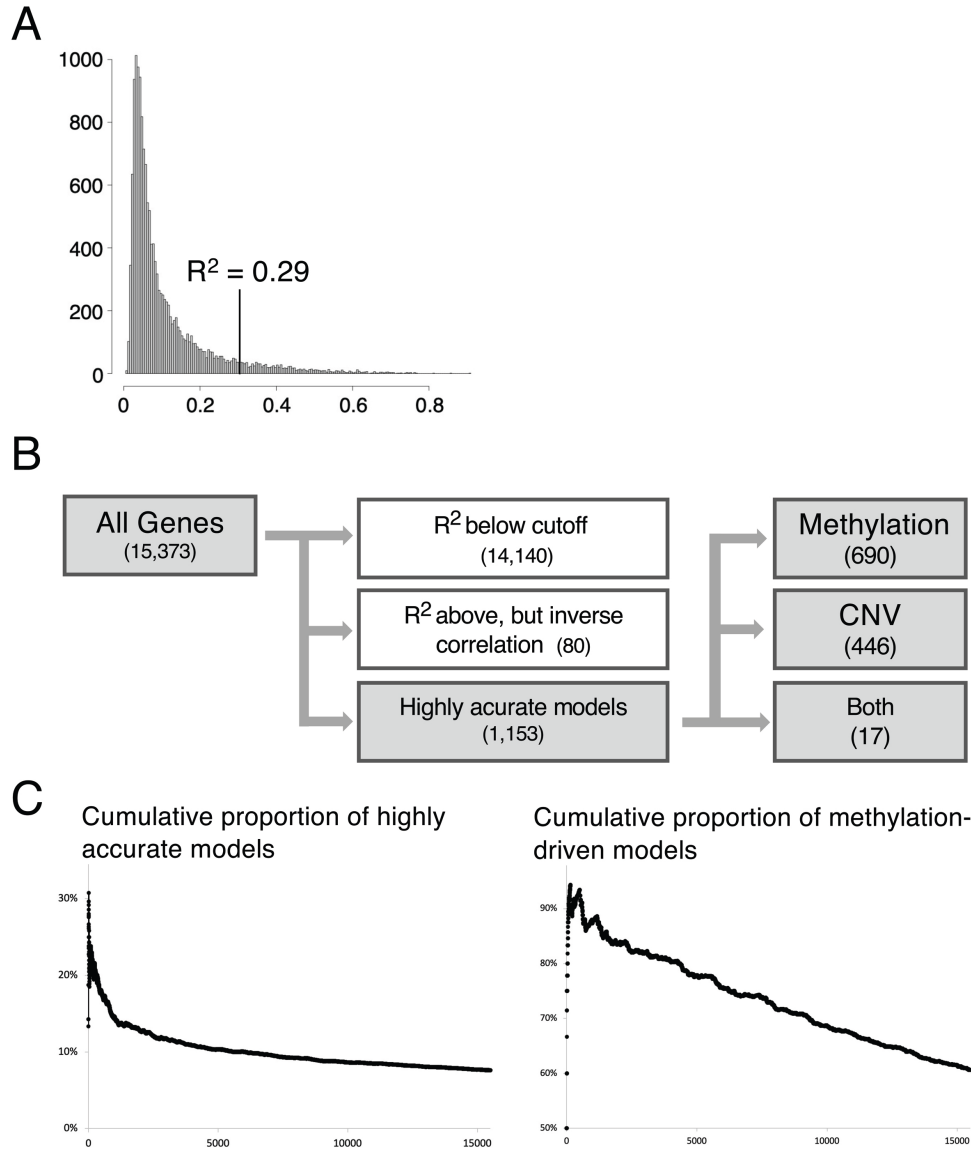 A
1000
800
600
400
200
0
R² = 0.29
0 0.2 0.4 0.6 0.8
B
All Genes
(15,373)
R² below cutoff
(14,140)
R² above, but inverse
correlation (80)
Highly acurate models
(1,153)
Methylation
(690)
CNV
(446)
Both
(17)
C
Cumulative proportion of highly
accurate models
30%
20%
10%
0%
0 5000 10000 15000
Cumulative proportion of methylation-
driven models
90%
80%
70%
60%
50%
0 5000 10000 15000